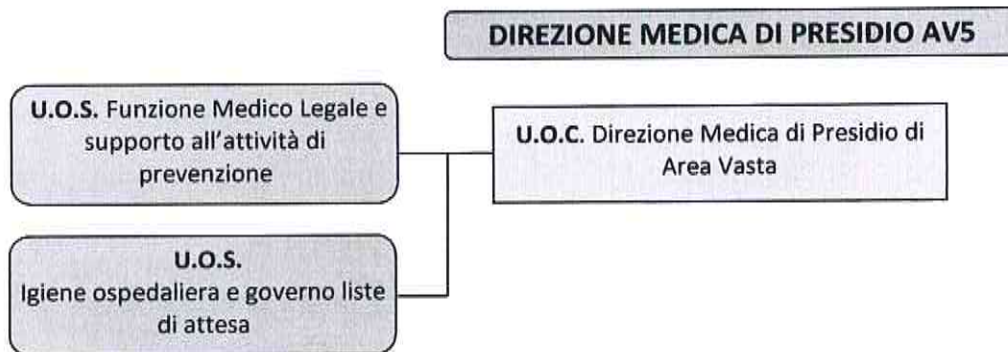 DIREZIONE MEDICA DI PRESIDIO AV5
U.O.S. Funzione Medico Legale e
supporto all'attività di
prevenzione
U.O.C. Direzione Medica di Presidio di
Area Vasta
U.O.S.
Igiene ospedaliera e governo liste
di attesa